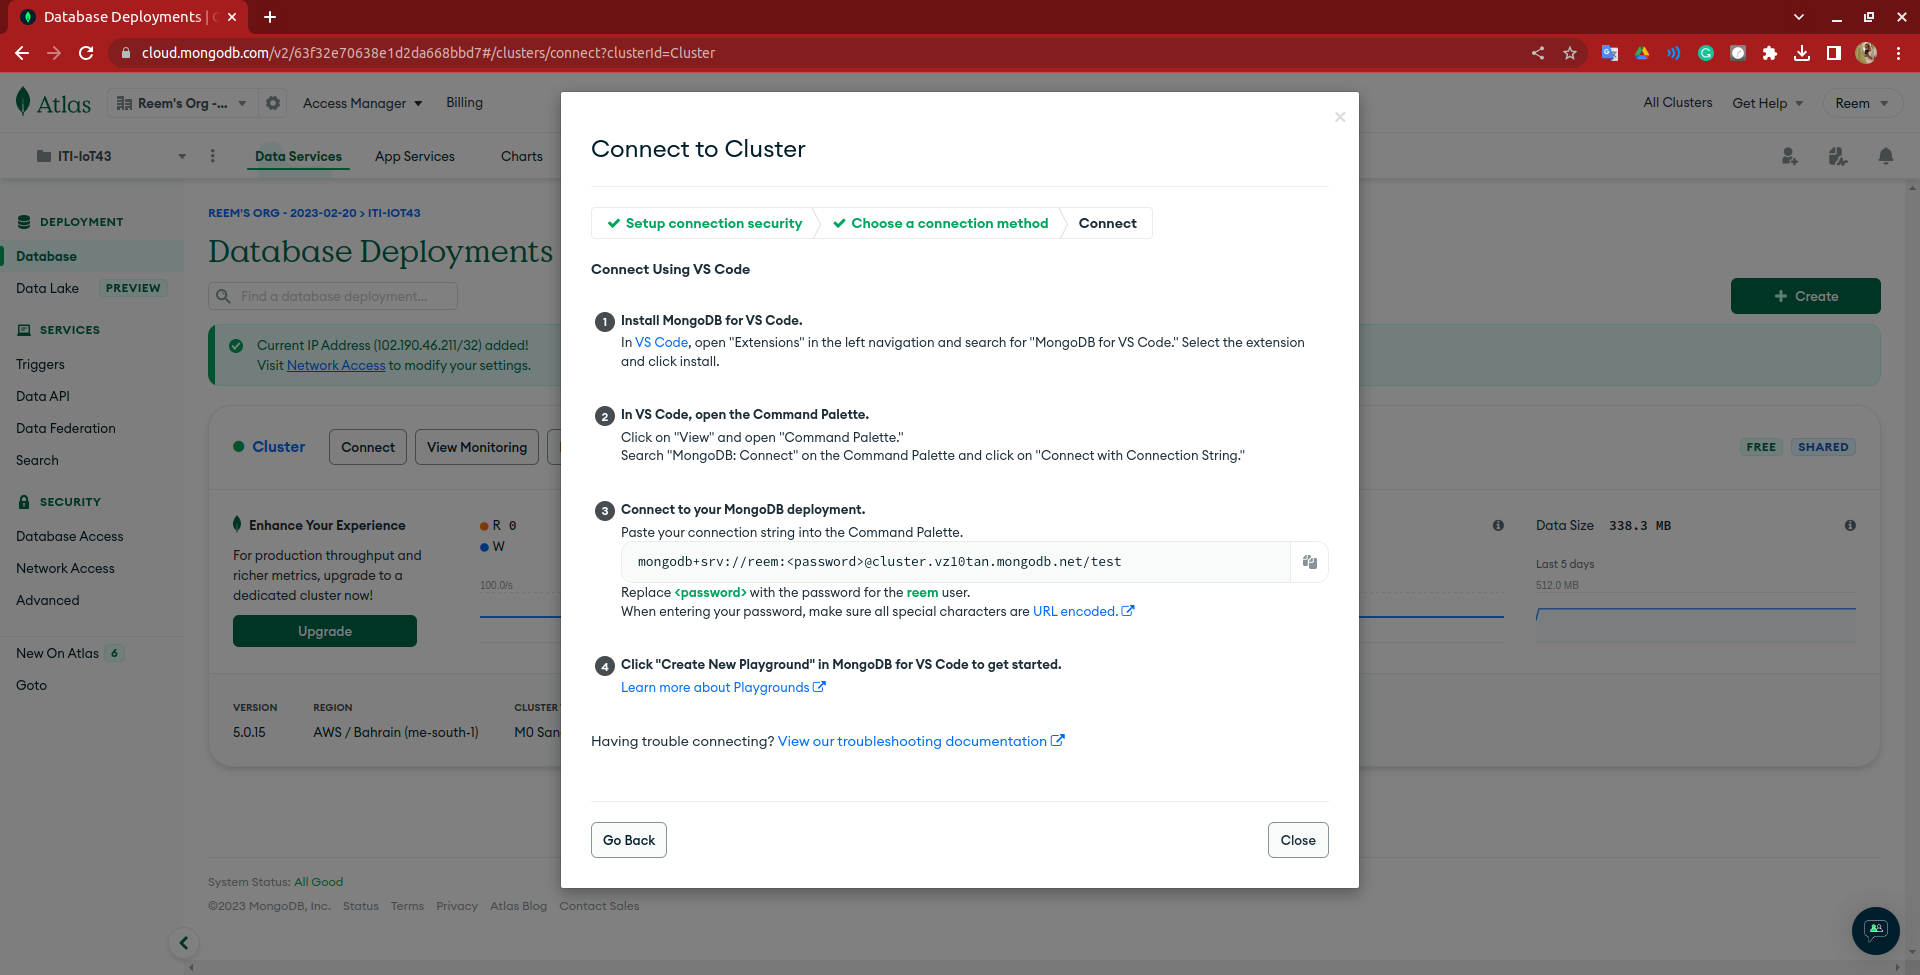 Database Deployments |
cloud.mongodb.com/v2/63f32e70638e1d2da668bbd7#/clusters/connect?clusterId=Cluster
Atlas
Reem's Org -...
Access Manager
Billing
All Clusters
Get Help
Reem
ITI-IoT43
Data Services
App Services
Charts
DEPLOYMENT
Database
Data Lake PREVIEW
SERVICES
Triggers
Data API
Data Federation
Search
SECURITY
Database Access
Network Access
Advanced
New On Atlas 6
Goto
REEM'S ORG - 2023-02-20 > ITI-IOT43
Database Deployments
Find a database deployment...
+ Create
Current IP Address (102.190.46.211/32) added!
Visit Network Access to modify your settings.
Cluster
Connect
View Monitoring
FREE
SHARED
Enhance Your Experience
For production throughput and
richer metrics, upgrade to a
dedicated cluster now!
Upgrade
R 0
W
100.0/s
Data Size 338.3 MB
Last 5 days
512.0 MB
VERSION
5.0.15
REGION
AWS / Bahrain (me-south-1)
CLUSTER
M0 San
Connect to Cluster
Setup connection security
Choose a connection method
Connect
Connect Using VS Code
1 Install MongoDB for VS Code.
In VS Code, open "Extensions" in the left navigation and search for "MongoDB for VS Code." Select the extension
and click install.
2 In VS Code, open the Command Palette.
Click on "View" and open "Command Palette."
Search "MongoDB: Connect" on the Command Palette and click on "Connect with Connection String."
3 Connect to your MongoDB deployment.
Paste your connection string into the Command Palette.
mongodb+srv://reem:<password>@cluster.vz10tan.mongodb.net/test
Replace <password> with the password for the reem user.
When entering your password, make sure all special characters are URL encoded.
4 Click "Create New Playground" in MongoDB for VS Code to get started.
Learn more about Playgrounds
Having trouble connecting? View our troubleshooting documentation
Go Back
Close
System Status: All Good
©2023 MongoDB, Inc. Status Terms Privacy Atlas Blog Contact Sales